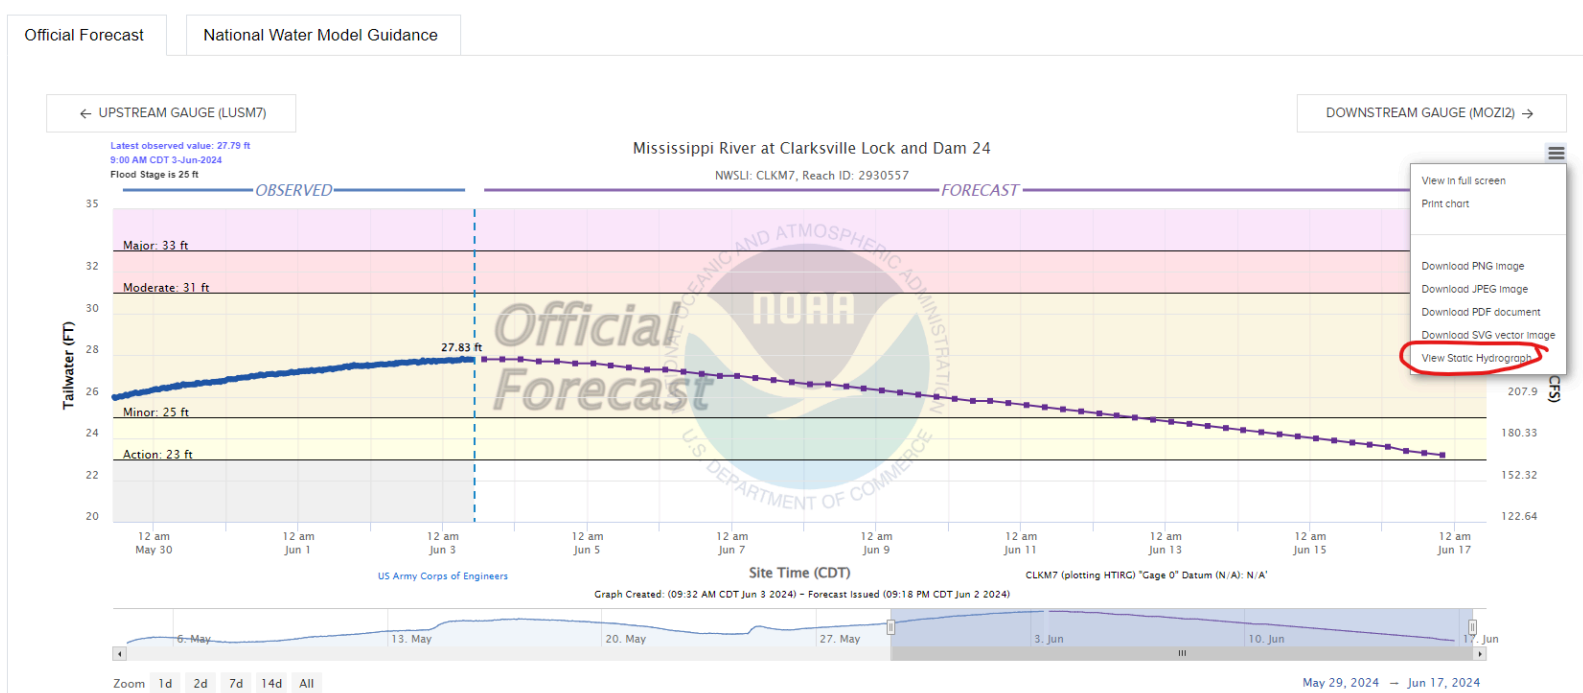 Official Forecast
National Water Model Guidance
← UPSTREAM GAUGE (LUSM7)
DOWNSTREAM GAUGE (MOZI2) →
Latest observed value: 27.79 ft
9:00 AM CDT 3-Jun-2024
Flood Stage is 25 ft
Mississippi River at Clarksville Lock and Dam 24
NWSLI: CLKM7, Reach ID: 2930557
OBSERVED
FORECAST
View in full screen
Print chart
Download PNG image
Download JPEG image
Download PDF document
Download SVG vector image
View Static Hydrograph
35
32
30
28
26
24
22
20
Tailwater (FT)
Major: 33 ft
Moderate: 31 ft
27.83 ft
Minor: 25 ft
Action: 23 ft
Official
Forecast
NATIONAL OCEANIC AND ATMOSPHERIC ADMINISTRATION
NOAA
U.S. DEPARTMENT OF COMMERCE
CFS)
207.9
180.33
152.32
122.64
12 am
May 30
12 am
Jun 1
12 am
Jun 3
12 am
Jun 5
12 am
Jun 7
12 am
Jun 9
12 am
Jun 11
12 am
Jun 13
12 am
Jun 15
12 am
Jun 17
US Army Corps of Engineers
Site Time (CDT)
CLKM7 (plotting HTIRG) "Gage 0" Datum (N/A): N/A'
Graph Created: (09:32 AM CDT Jun 3 2024) - Forecast Issued (09:18 PM CDT Jun 2 2024)
6. May
13. May
20. May
27. May
3. Jun
10. Jun
17. Jun
Zoom 1d 2d 7d 14d All
May 29, 2024 → Jun 17, 2024